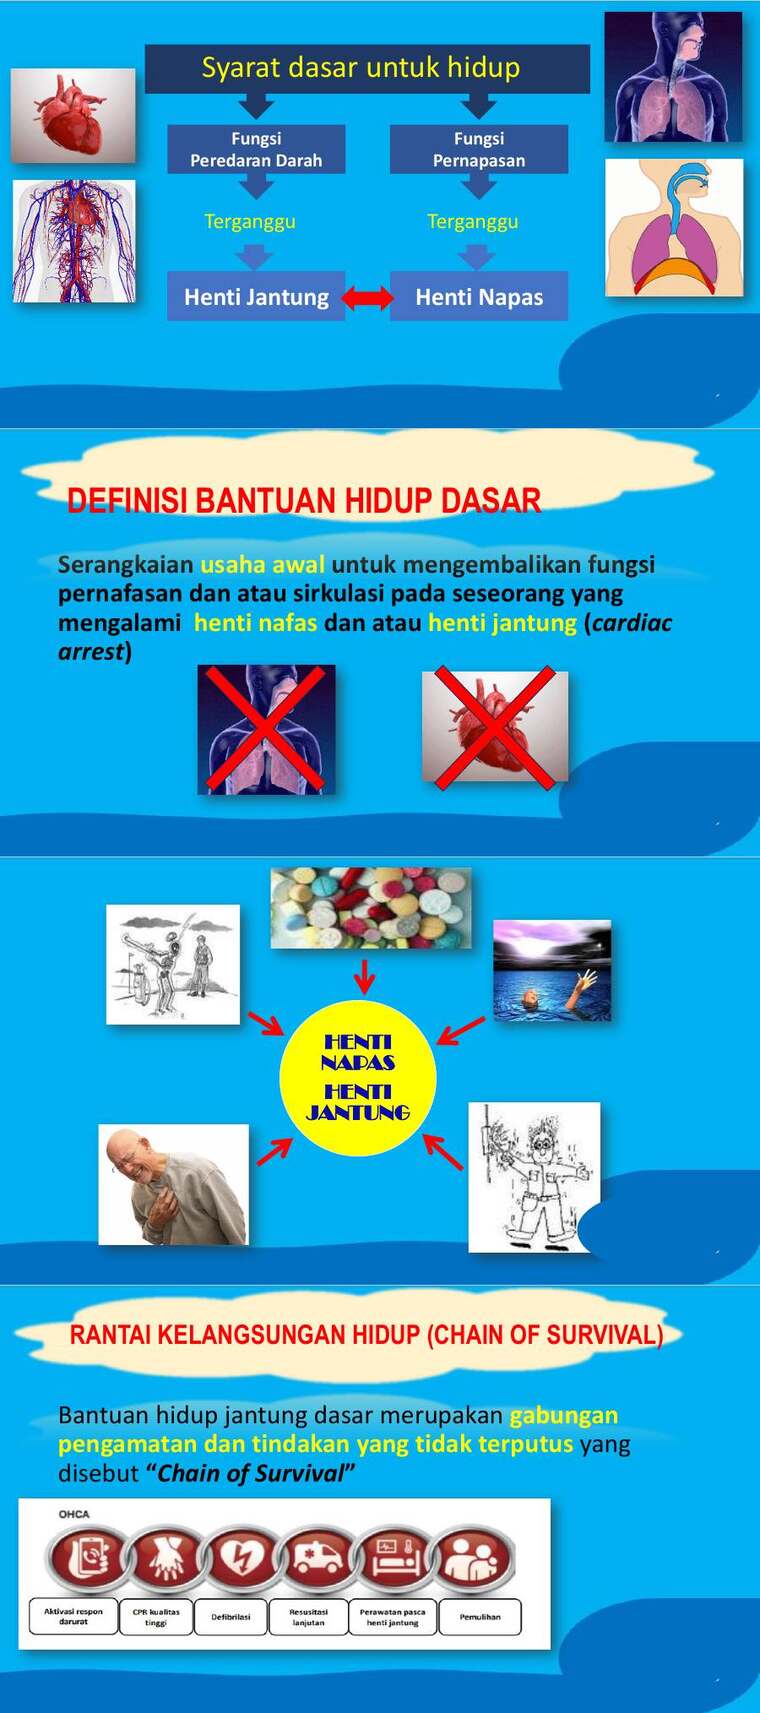 Syarat dasar untuk hidup
Fungsi
Peredaran Darah
Fungsi
Pernapasan
Terganggu
Terganggu
Henti Jantung
Henti Napas
DEFINISI BANTUAN HIDUP DASAR
Serangkaian usaha awal untuk mengembalikan fungsi
pernafasan dan atau sirkulasi pada seseorang yang
mengalami henti nafas dan atau henti jantung (cardiac
arrest)
HENTI
NAPAS
HENTI
JANTUNG
RANTAI KELANGSUNGAN HIDUP (CHAIN OF SURVIVAL)
Bantuan hidup jantung dasar merupakan gabungan
pengamatan dan tindakan yang tidak terputus yang
disebut “Chain of Survival”
OHCA
Aktivasi respon
darurat
CPR kualitas
tinggi
Defibrilasi
Resusitasi
lanjutan
Perawatan pasca
henti jantung
Pemulihan